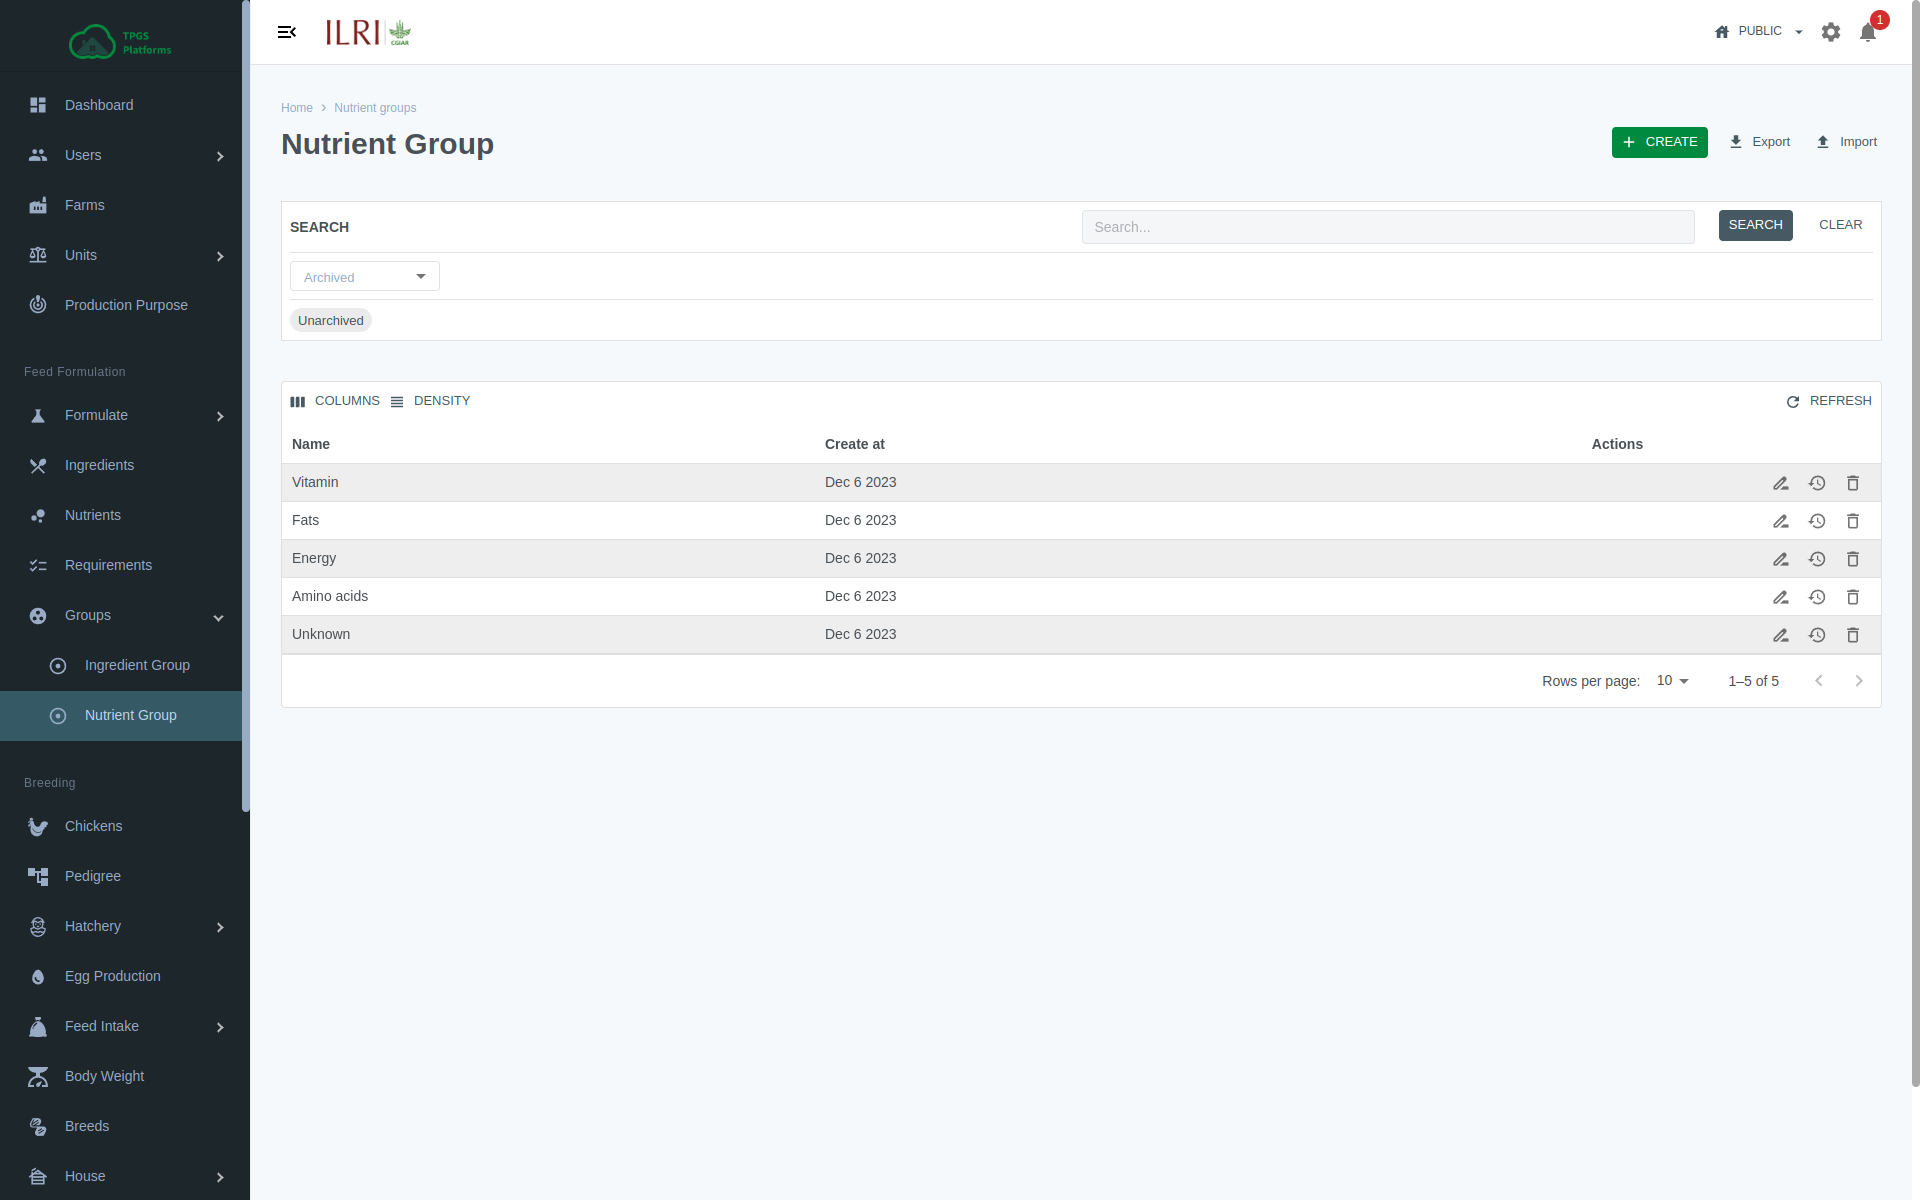 TPGS
Platforms
Dashboard
Users
Farms
Units
Production Purpose
Feed Formulation
Formulate
Ingredients
Nutrients
Requirements
Groups
Ingredient Group
Nutrient Group
Breeding
Chickens
Pedigree
Hatchery
Egg Production
Feed Intake
Body Weight
Breeds
House
ILRI
CGIAR
PUBLIC
1
Home › Nutrient groups
Nutrient Group
CREATE
Export
Import
SEARCH
Search...
SEARCH
CLEAR
Archived
Unarchived
COLUMNS
DENSITY
REFRESH
Name Create at Actions
Vitamin Dec 6 2023
Fats Dec 6 2023
Energy Dec 6 2023
Amino acids Dec 6 2023
Unknown Dec 6 2023
Rows per page: 10 1–5 of 5